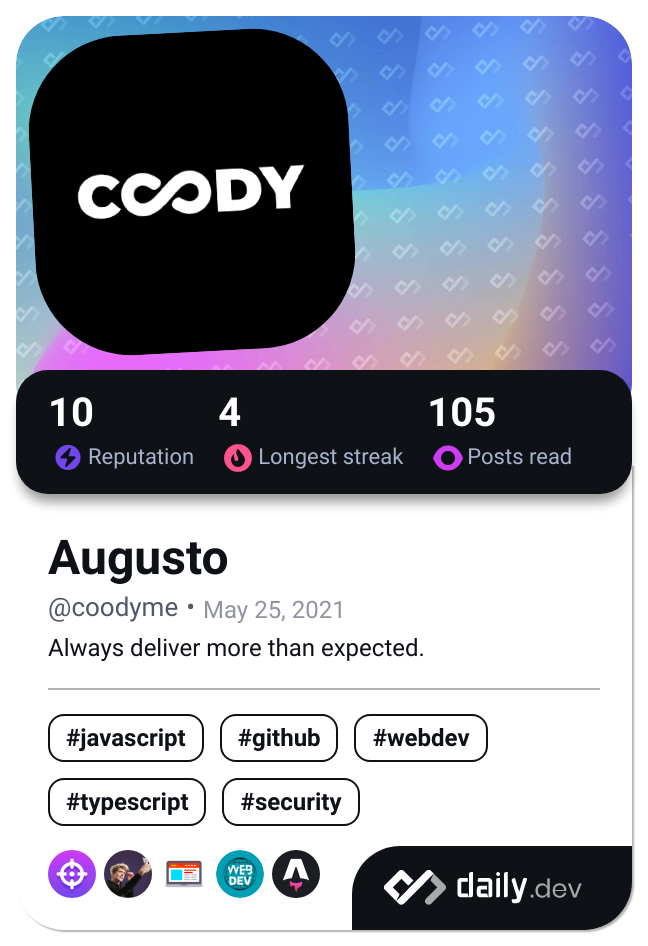 COODY
10 4 105
Reputation Longest streak Posts read
Augusto
@coodyme • May 25, 2021
Always deliver more than expected.
#javascript #github #webdev
#typescript #security
WEB
DEV
daily.dev